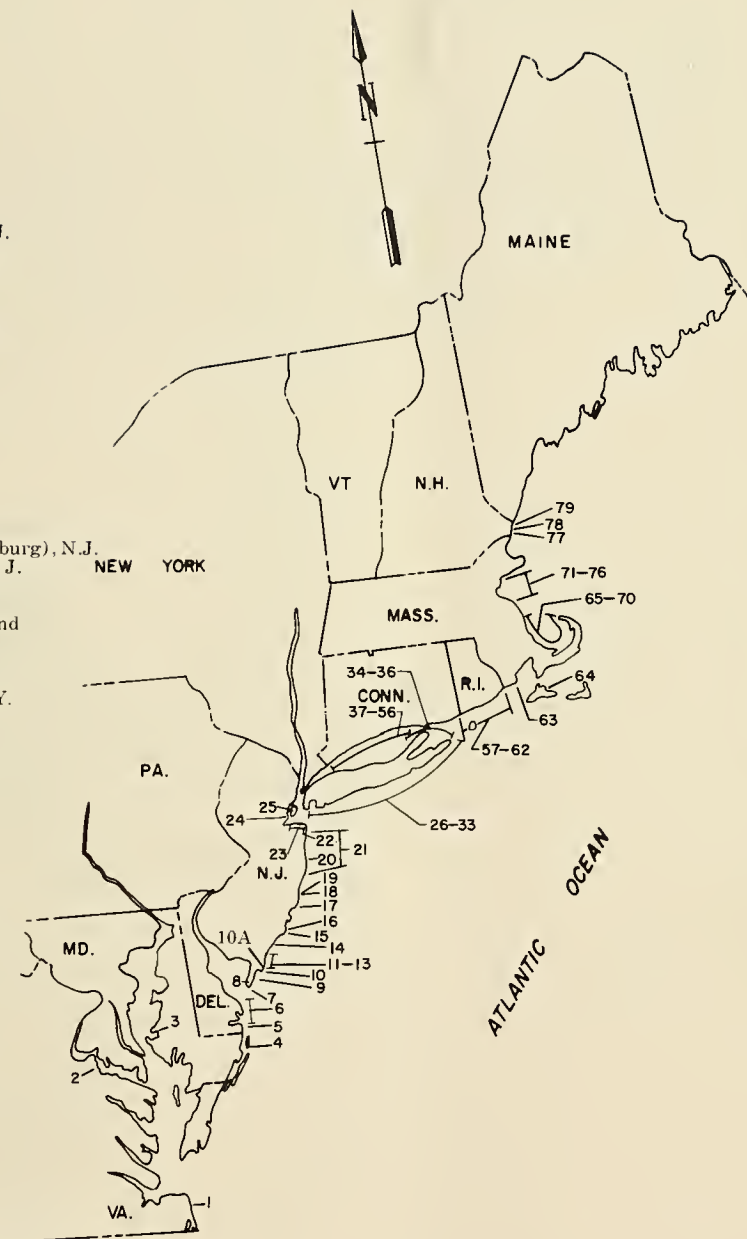 N
J.
MAINE
VT
N.H.
79
78
77
burg), N.J.
J.
NEW YORK
71-76
65-70
MASS.
and
34-36
R.I.
64
CONN.
37-56
63
Y.
57-62
PA.
25
24
26-33
22
23
21
20
N.J.
19
18
17
16
10A
15
14
MD.
11-13
10
8
9
7
DEL.
6
3
5
4
2
ATLANTIC OCEAN
VA.
1